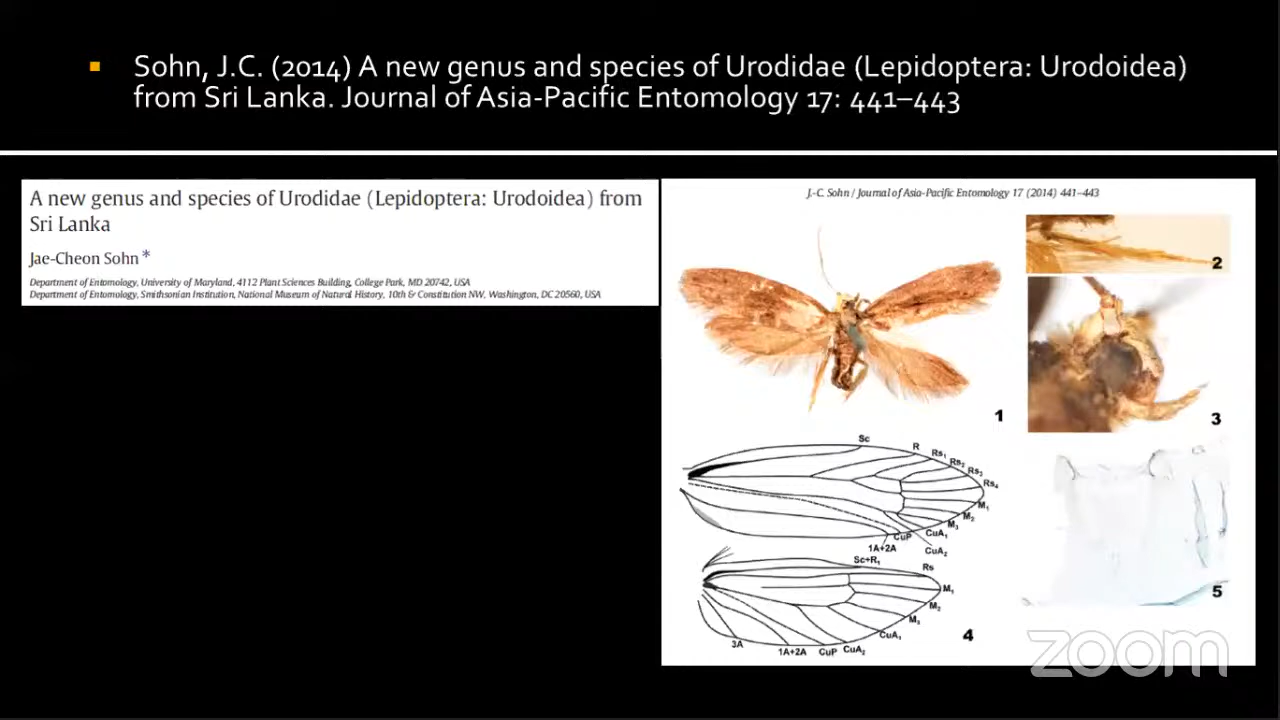 Sohn, J.C. (2014) A new genus and species of Urodidae (Lepidoptera: Urodoidea)
from Sri Lanka. Journal of Asia-Pacific Entomology 17: 441–443
A new genus and species of Urodidae (Lepidoptera: Urodoidea) from
Sri Lanka
Jae-Cheon Sohn *
Department of Entomology, University of Maryland, 4112 Plant Sciences Building, College Park, MD 20742, USA
Department of Entomology, Smithsonian Institution, National Museum of Natural History, 10th & Constitution NW, Washington, DC 20560, USA
J.-C. Sohn / Journal of Asia-Pacific Entomology 17 (2014) 441–443
1
2
3
Sc
R
Rs1
Rs2
Rs3
Rs4
M1
M2
M3
CuA1
CuA2
CuP
1A+2A
Sc+R1
Rs
M1
M2
M3
CuA1
CuA2
CuP
1A+2A
3A
4
5
zoom